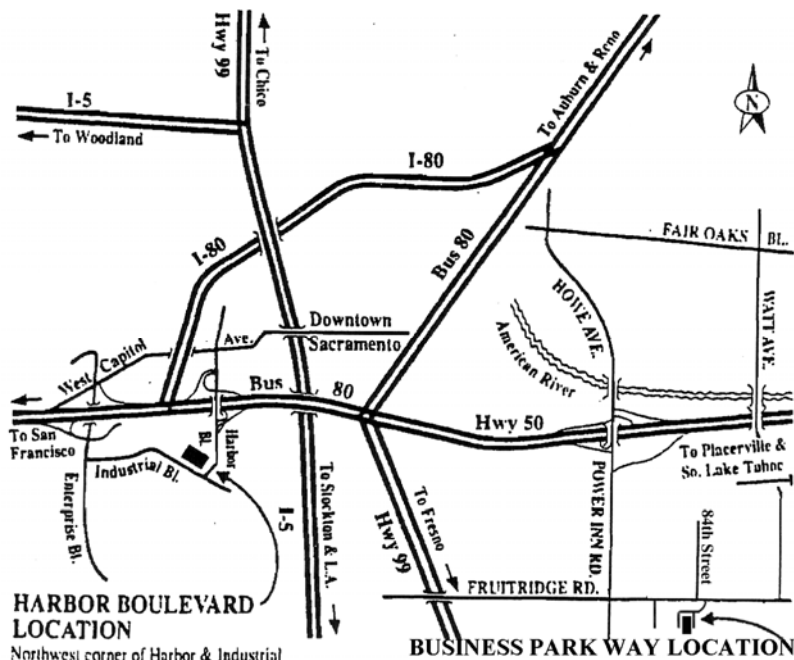 Hwy 99
To Chico
I-5
To Woodland
To Auburn & Reno
N
I-80
I-80
Bus 80
FAIR OAKS BL.
HOWE AVE.
WATT AVE.
American River
Downtown
Sacramento
West Capitol Ave.
Bus 80
Hwy 50
To San
Francisco
Harbor Bl.
Industrial Bl.
Enterprise Bl.
To Stockton & L.A.
I-5
To Fresno
Hwy 99
POWER INN RD.
To Placerville &
So. Lake Tahoe
84th Street
FRUITRIDGE RD.
HARBOR BOULEVARD
LOCATION
Northwest corner of Harbor & Industrial
BUSINESS PARK WAY LOCATION